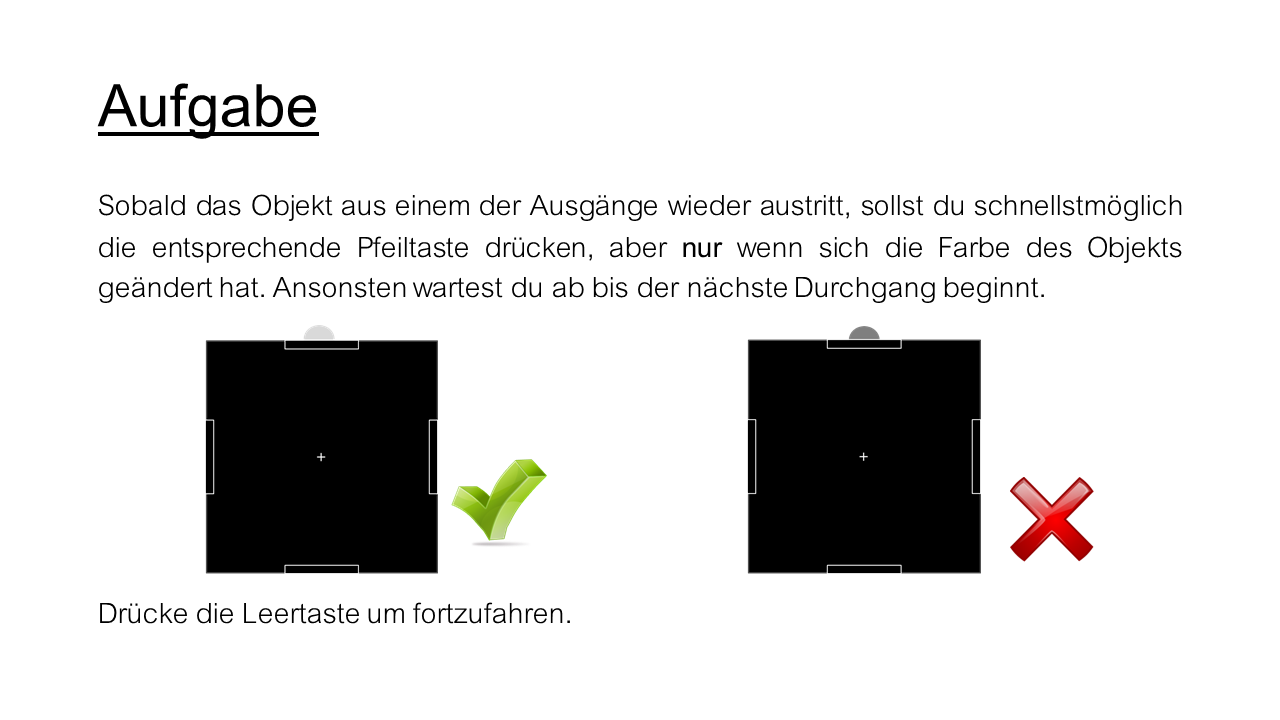 Aufgabe
Sobald das Objekt aus einem der Ausgänge wieder austritt, sollst du schnellstmöglich
die entsprechende Pfeiltaste drücken, aber nur wenn sich die Farbe des Objekts
geändert hat. Ansonsten wartest du ab bis der nächste Durchgang beginnt.
Drücke die Leertaste um fortzufahren.